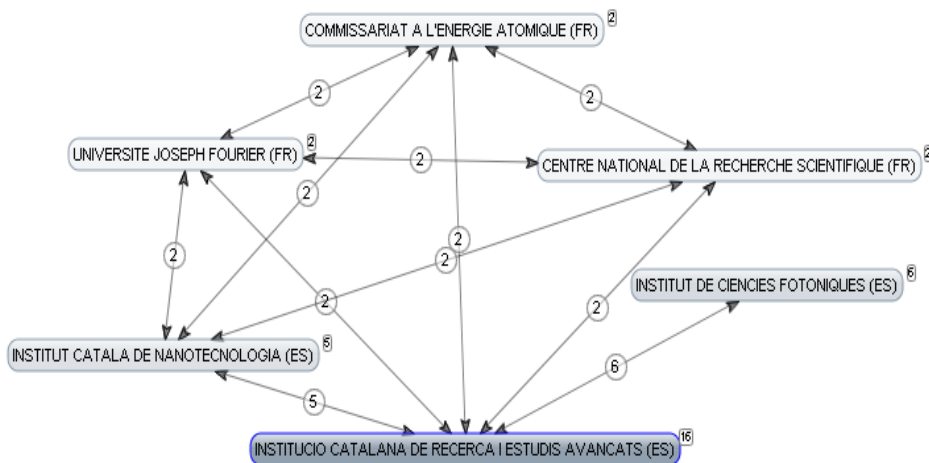 COMMISSARIAT A L'ENERGIE ATOMIQUE (FR) 2
2
2
UNIVERSITE JOSEPH FOURIER (FR) 2
2
CENTRE NATIONAL DE LA RECHERCHE SCIENTIFIQUE (FR) 2
2
2
2
2
INSTITUT DE CIENCIES FOTONIQUES (ES) 6
2
2
INSTITUT CATALA DE NANOTECNOLOGIA (ES)
6
5
INSTITUCIO CATALANA DE RECERCA I ESTUDIS AVANCATS (ES) 16